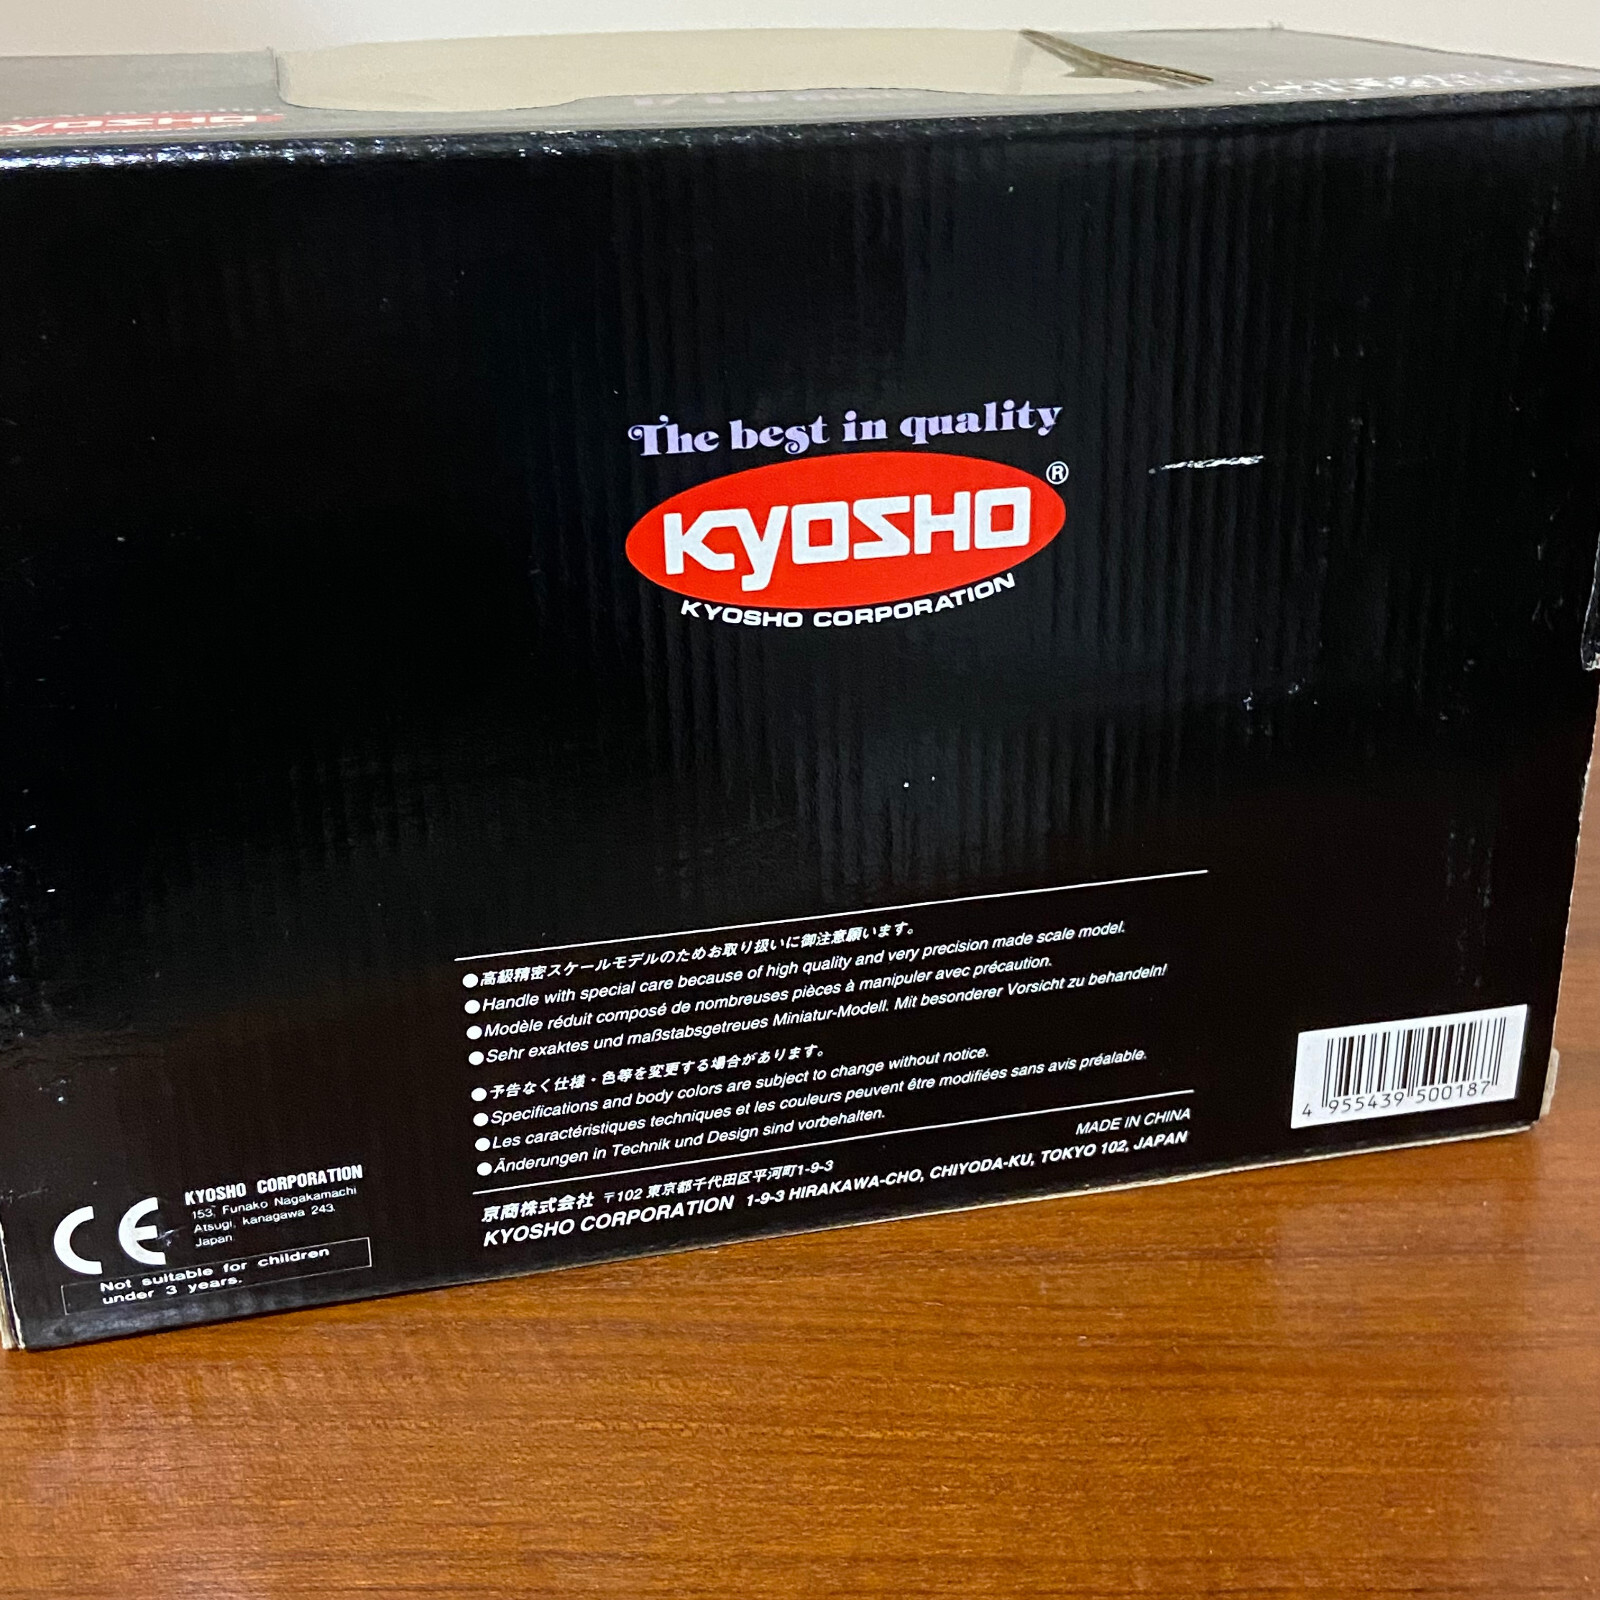 KYOSHO
1/18
The best in quality
KYOSHO ®
KYOSHO CORPORATION
●高級精密スケールモデルのためお取り扱いに御注意願います。
●Handle with special care because of high quality and very precision made scale model.
●Modèle réduit composé de nombreuses pièces à manipuler avec précaution.
●Sehr exaktes und maßstabsgetreues Miniatur-Modell. Mit besonderer Vorsicht zu behandeln!
●予告なく仕様・色等を変更する場合があります。
●Specifications and body colors are subject to change without notice.
●Les caractéristiques techniques et les couleurs peuvent être modifiées sans avis préalable.
●Änderungen in Technik und Design sind vorbehalten.
MADE IN CHINA
京商株式会社 〒102 東京都千代田区平河町1-9-3
KYOSHO CORPORATION 1-9-3 HIRAKAWA-CHO, CHIYODA-KU, TOKYO 102, JAPAN
CE
KYOSHO CORPORATION
153, Funako Nagakamachi
Atsugi, kanagawa 243.
Japan.
Not suitable for children
under 3 years.
4 955439 500187